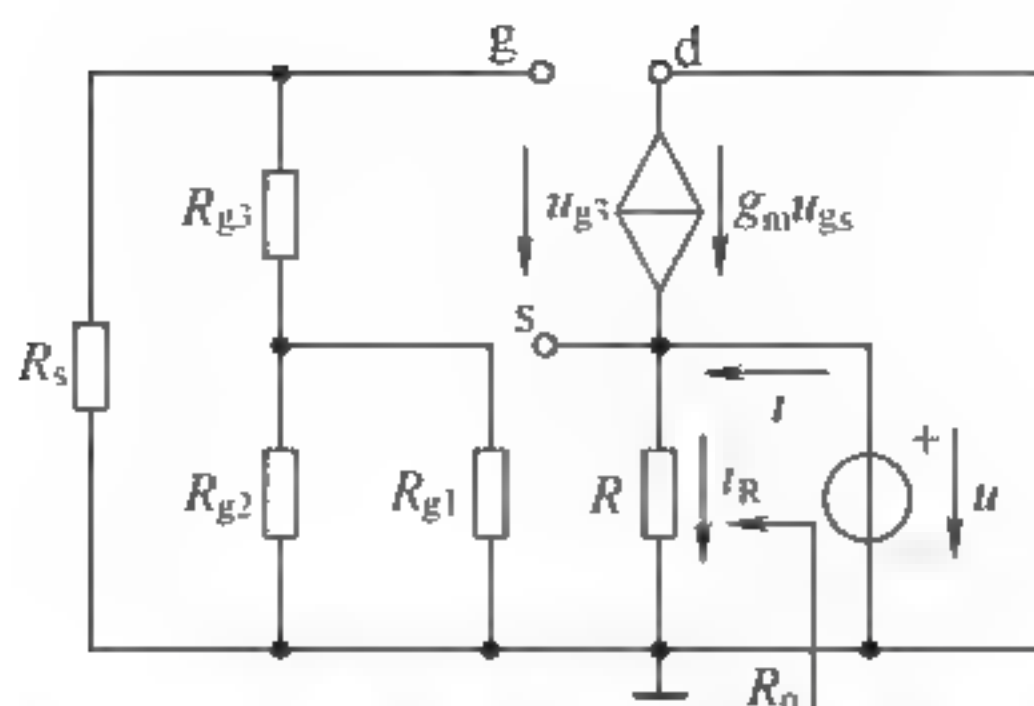 g d
R_g3 u_gs g_m u_gs
s
R_s
i
+
R_g2 R_g1 R i_R u
R_o